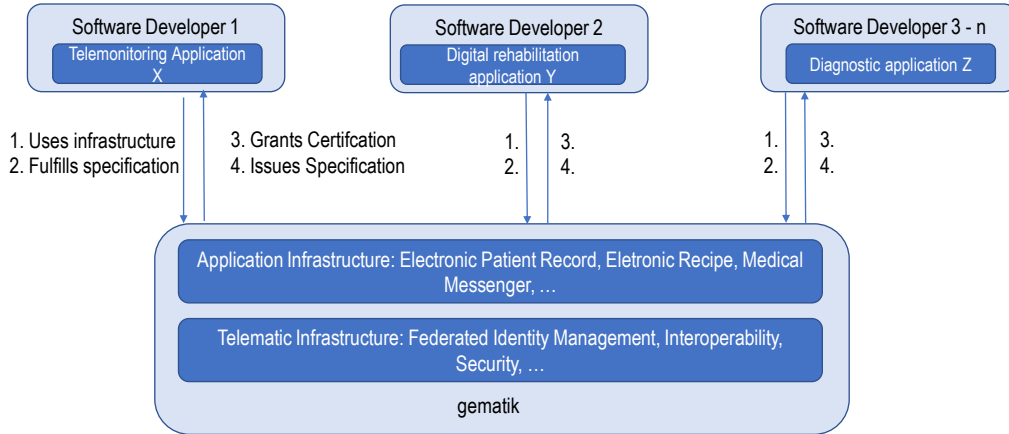 Software Developer 1
Telemonitoring Application
X
Software Developer 2
Digital rehabilitation
application Y
Software Developer 3 - n
Diagnostic application Z
1. Uses infrastructure
2. Fulfills specification
3. Grants Certifcation
4. Issues Specification
1.
2.
3.
4.
1.
2.
3.
4.
Application Infrastructure: Electronic Patient Record, Eletronic Recipe, Medical
Messenger, …
Telematic Infrastructure: Federated Identity Management, Interoperability,
Security, …
gematik